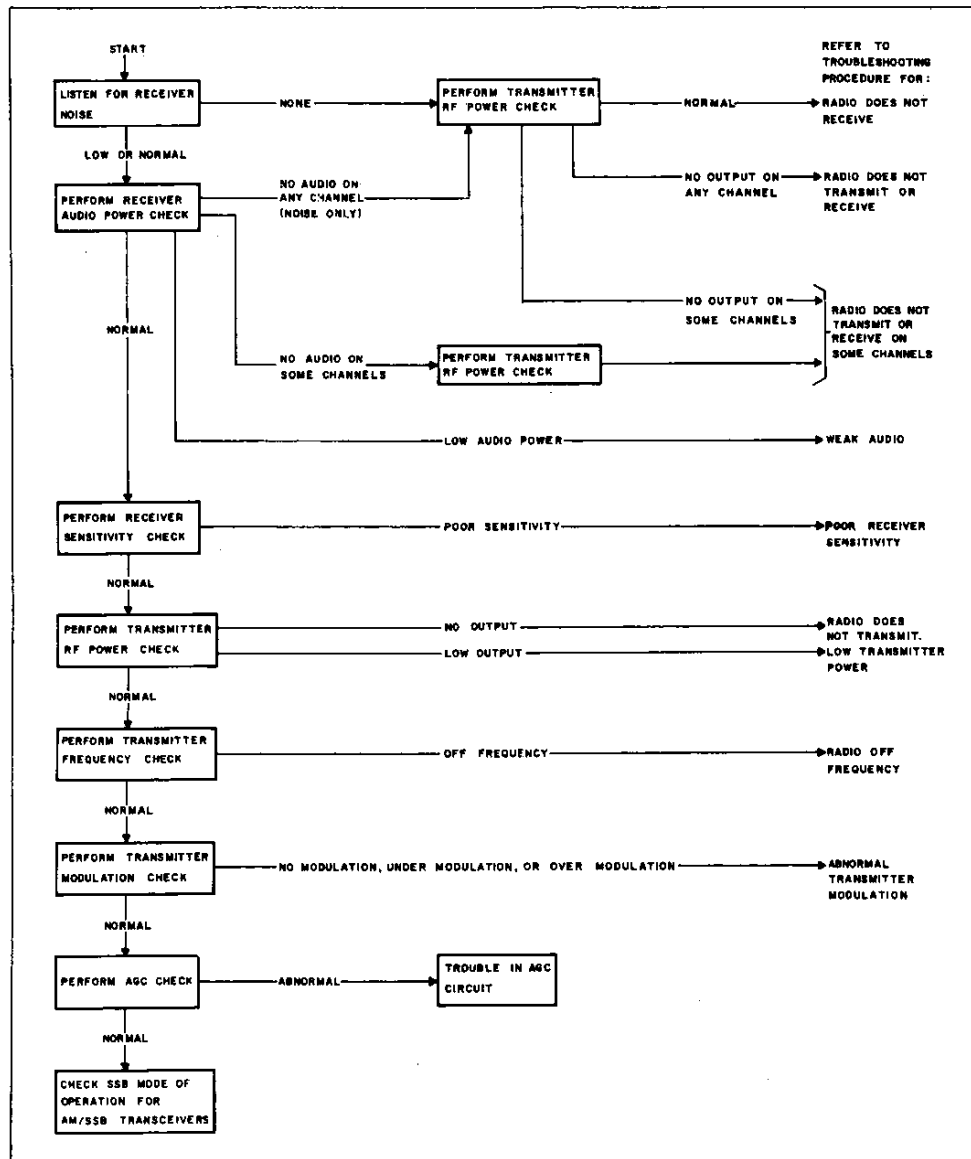 START
REFER TO
TROUBLESHOOTING
PROCEDURE FOR:
LISTEN FOR RECEIVER
NOISE
NONE
PERFORM TRANSMITTER
RF POWER CHECK
NORMAL
RADIO DOES NOT
RECEIVE
LOW OR NORMAL
PERFORM RECEIVER
AUDIO POWER CHECK
NO AUDIO ON
ANY CHANNEL
(NOISE ONLY)
NO OUTPUT ON
ANY CHANNEL
RADIO DOES NOT
TRANSMIT OR
RECEIVE
NORMAL
NO OUTPUT ON
SOME CHANNELS
RADIO DOES NOT
TRANSMIT OR
RECEIVE ON
SOME CHANNELS
NO AUDIO ON
SOME CHANNELS
PERFORM TRANSMITTER
RF POWER CHECK
LOW AUDIO POWER
WEAK AUDIO
PERFORM RECEIVER
SENSITIVITY CHECK
POOR SENSITIVITY
POOR RECEIVER
SENSITIVITY
NORMAL
PERFORM TRANSMITTER
RF POWER CHECK
NO OUTPUT
RADIO DOES
NOT TRANSMIT.
LOW OUTPUT
LOW TRANSMITTER
POWER
NORMAL
PERFORM TRANSMITTER
FREQUENCY CHECK
OFF FREQUENCY
RADIO OFF
FREQUENCY
NORMAL
PERFORM TRANSMITTER
MODULATION CHECK
NO MODULATION, UNDER MODULATION, OR OVER MODULATION
ABNORMAL
TRANSMITTER
MODULATION
NORMAL
PERFORM AGC CHECK
ABNORMAL
TROUBLE IN AGC
CIRCUIT
NORMAL
CHECK SSB MODE OF
OPERATION FOR
AM/SSB TRANSCEIVERS